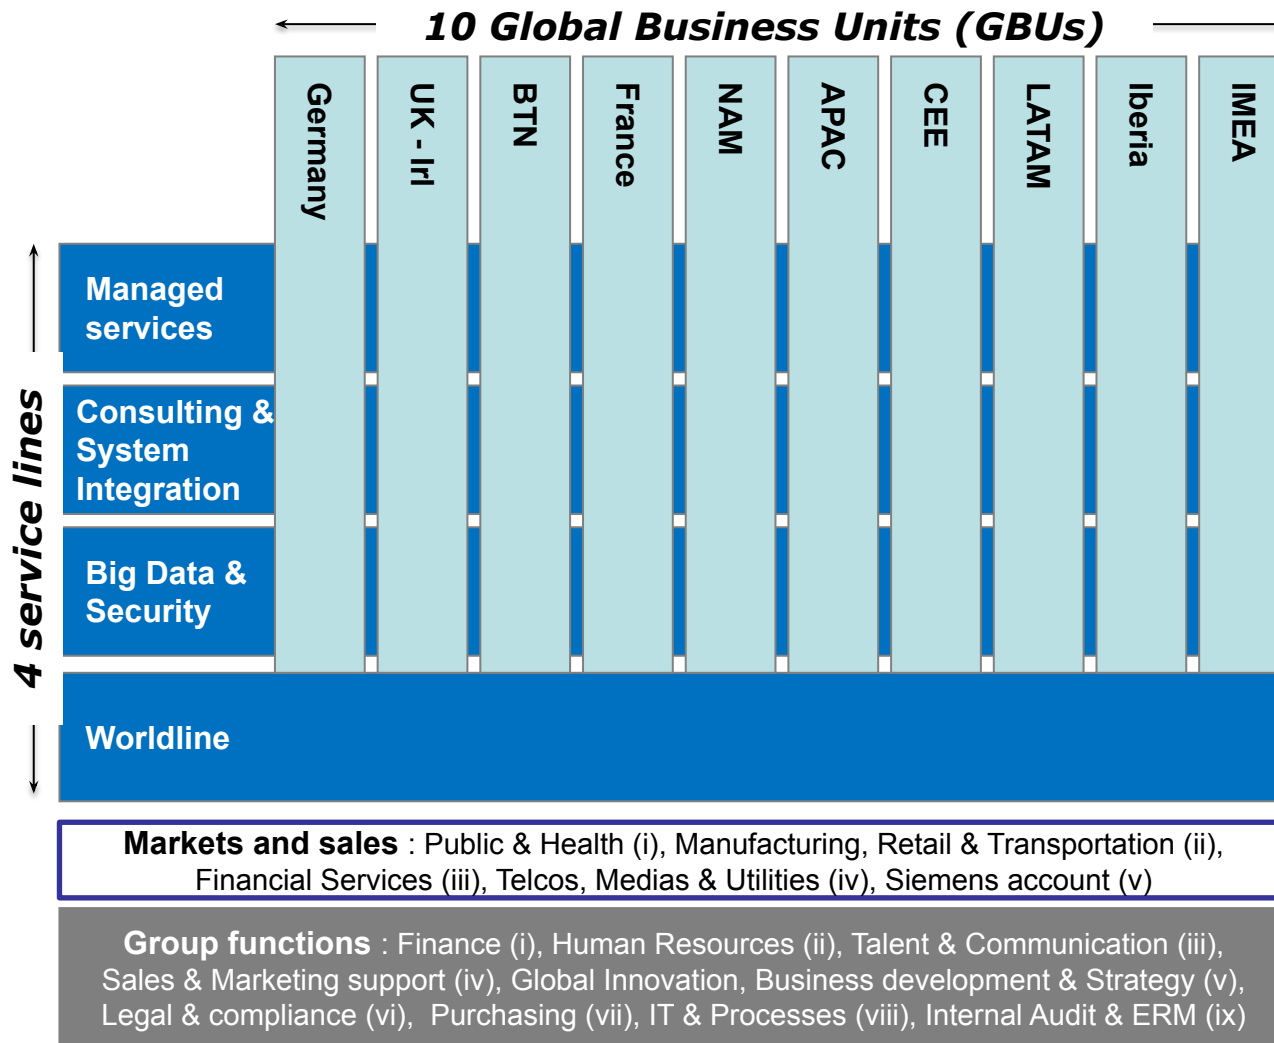 10 Global Business Units (GBUs)
Germany
UK - Irl
BTN
France
NAM
APAC
CEE
LATAM
Iberia
IMEA
4 service lines
Managed
services
Consulting &
System
Integration
Big Data &
Security
Worldline
Markets and sales : Public & Health (i), Manufacturing, Retail & Transportation (ii),
Financial Services (iii), Telcos, Medias & Utilities (iv), Siemens account (v)
Group functions : Finance (i), Human Resources (ii), Talent & Communication (iii),
Sales & Marketing support (iv), Global Innovation, Business development & Strategy (v),
Legal & compliance (vi), Purchasing (vii), IT & Processes (viii), Internal Audit & ERM (ix)